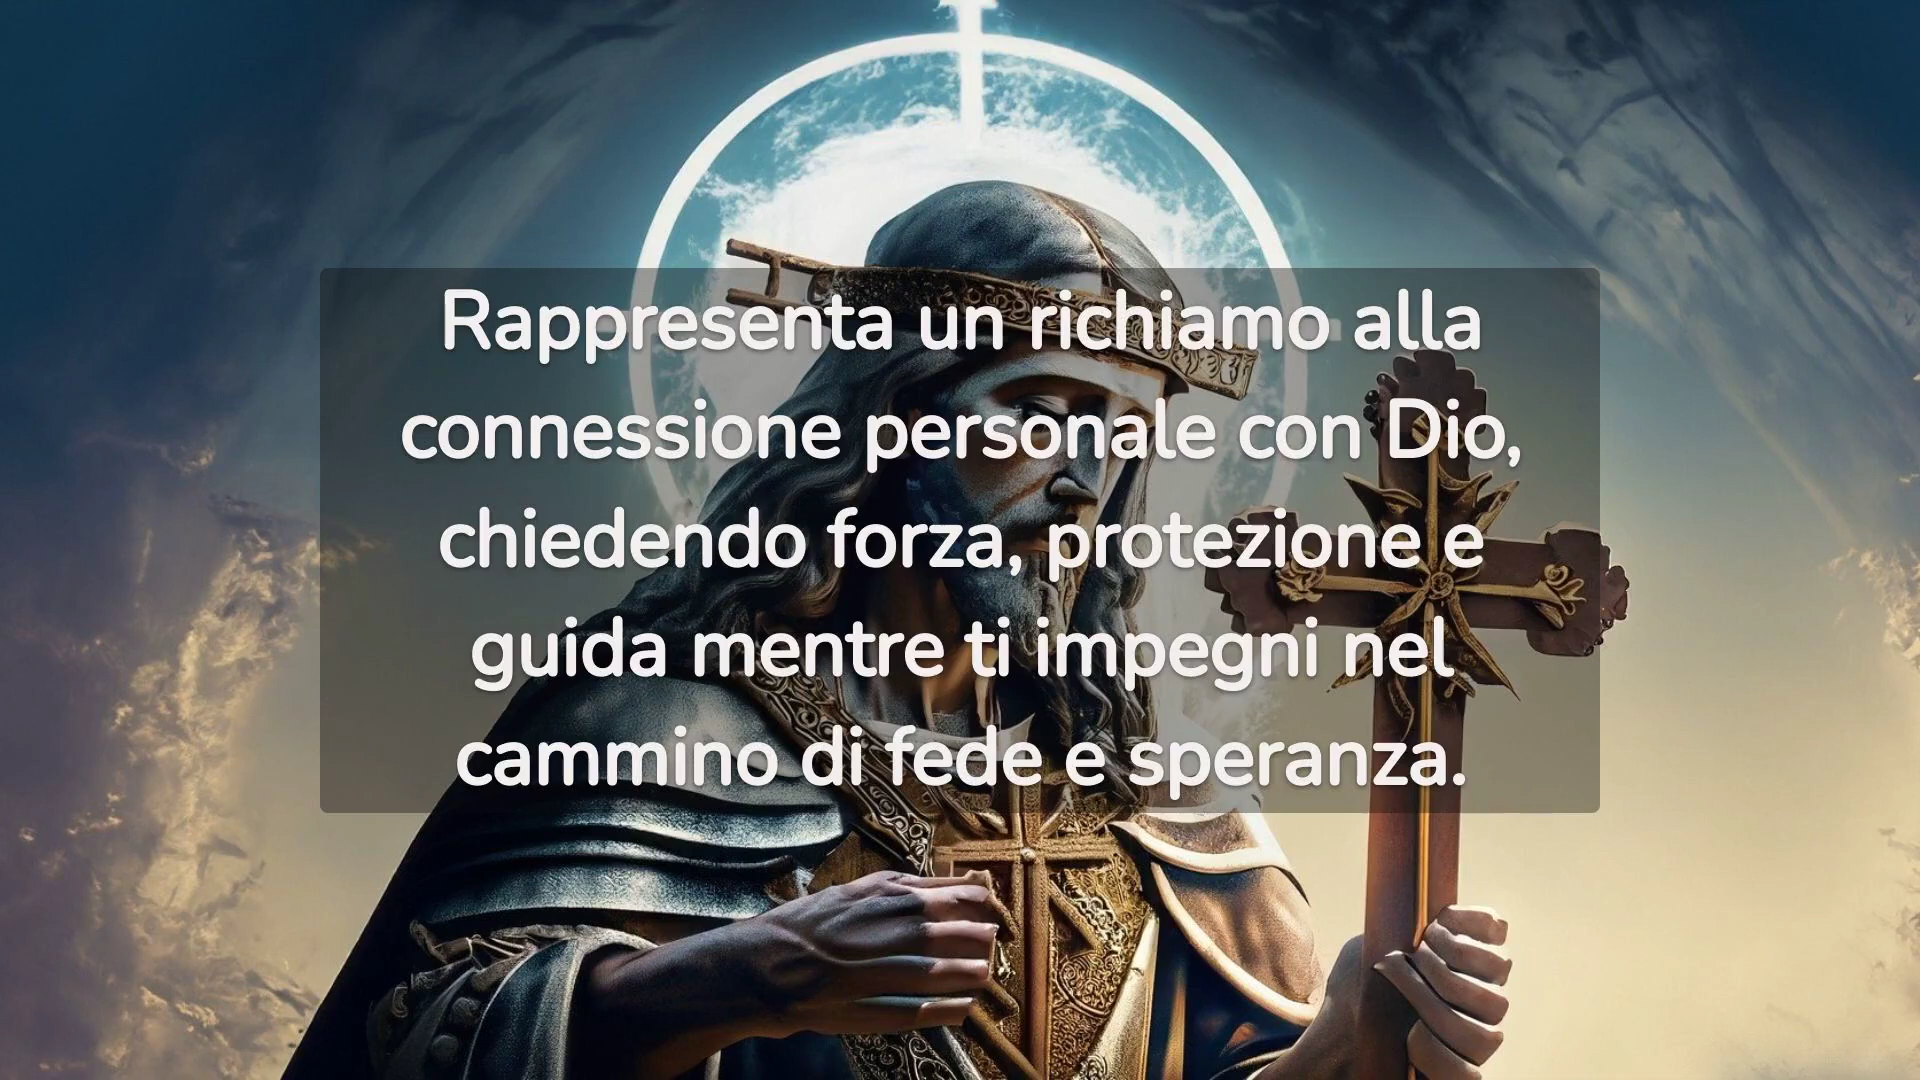 Rappresenta un richiamo alla
connessione personale con Dio,
chiedendo forza, protezione e
guida mentre ti impegni nel
cammino di fede e speranza.